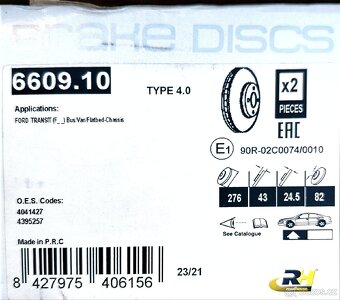 BRAKE DISCS
6609.10
TYPE 4.0
x2
PIECES
Applications:
FORD TRANSIT (F_ _) Bus/Van/Flatbed-Chassis
EAC
E1
90R-02C0074/0010
276
43
24.5
82
O.E.S. Codes:
4041427
4395257
See Catalogue
Made in P.R.C
8 427975 406156
23/21
RH